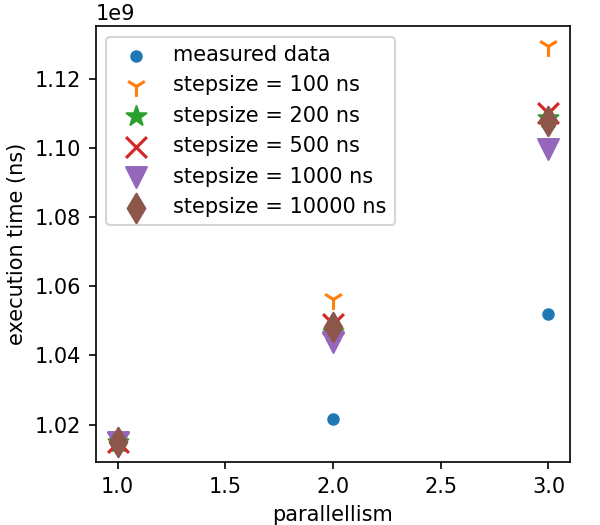 1e9
measured data
stepsize = 100 ns
stepsize = 200 ns
stepsize = 500 ns
stepsize = 1000 ns
stepsize = 10000 ns
1.12
1.10
1.08
1.06
1.04
1.02
execution time (ns)
1.0 1.5 2.0 2.5 3.0
parallellism